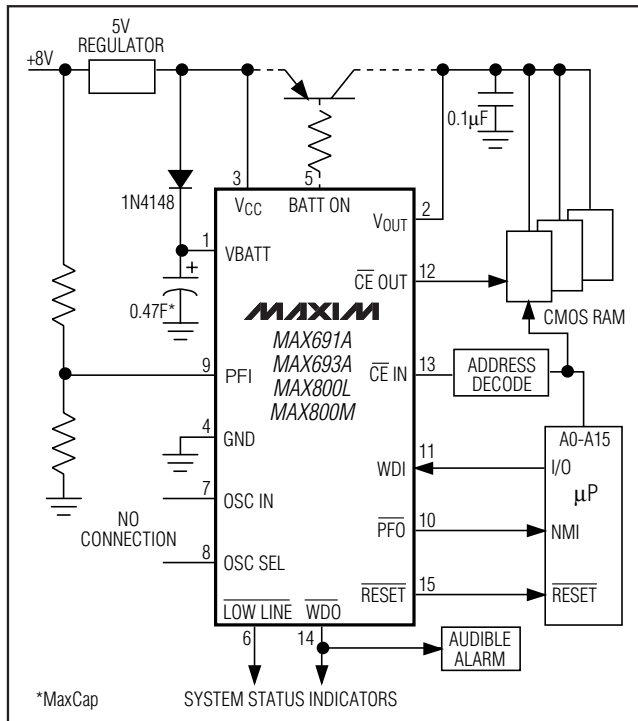 5V
REGULATOR
+8V
0.1μF
3
5
1N4148
VCC
BATT ON
VOUT
2
1
VBATT
CE OUT
12
0.47F*
MAXIM
CMOS RAM
MAX691A
MAX693A
MAX800L
MAX800M
9
PFI
CE IN
13
ADDRESS
DECODE
4
GND
A0-A15
WDI
11
I/O
μP
7
OSC IN
NO
CONNECTION
PFO
10
NMI
8
OSC SEL
RESET
15
RESET
LOW LINE
WDO
6
14
AUDIBLE
ALARM
*MaxCap
SYSTEM STATUS INDICATORS